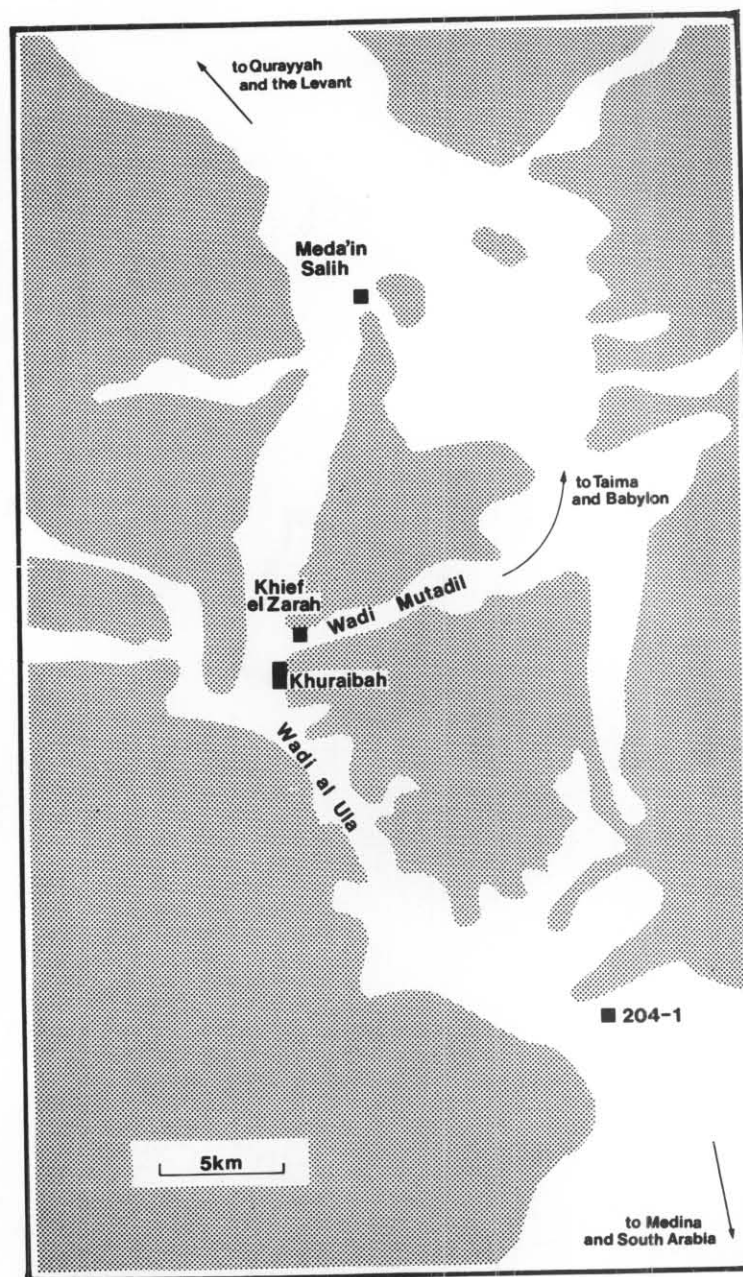 to Qurayyah
and the Levant
Meda'in
Salih
to Taima
and Babylon
Khief
el Zarah
Wadi Mutadil
Khuraibah
Wadi al Ula
204-1
5km
to Medina
and South Arabia